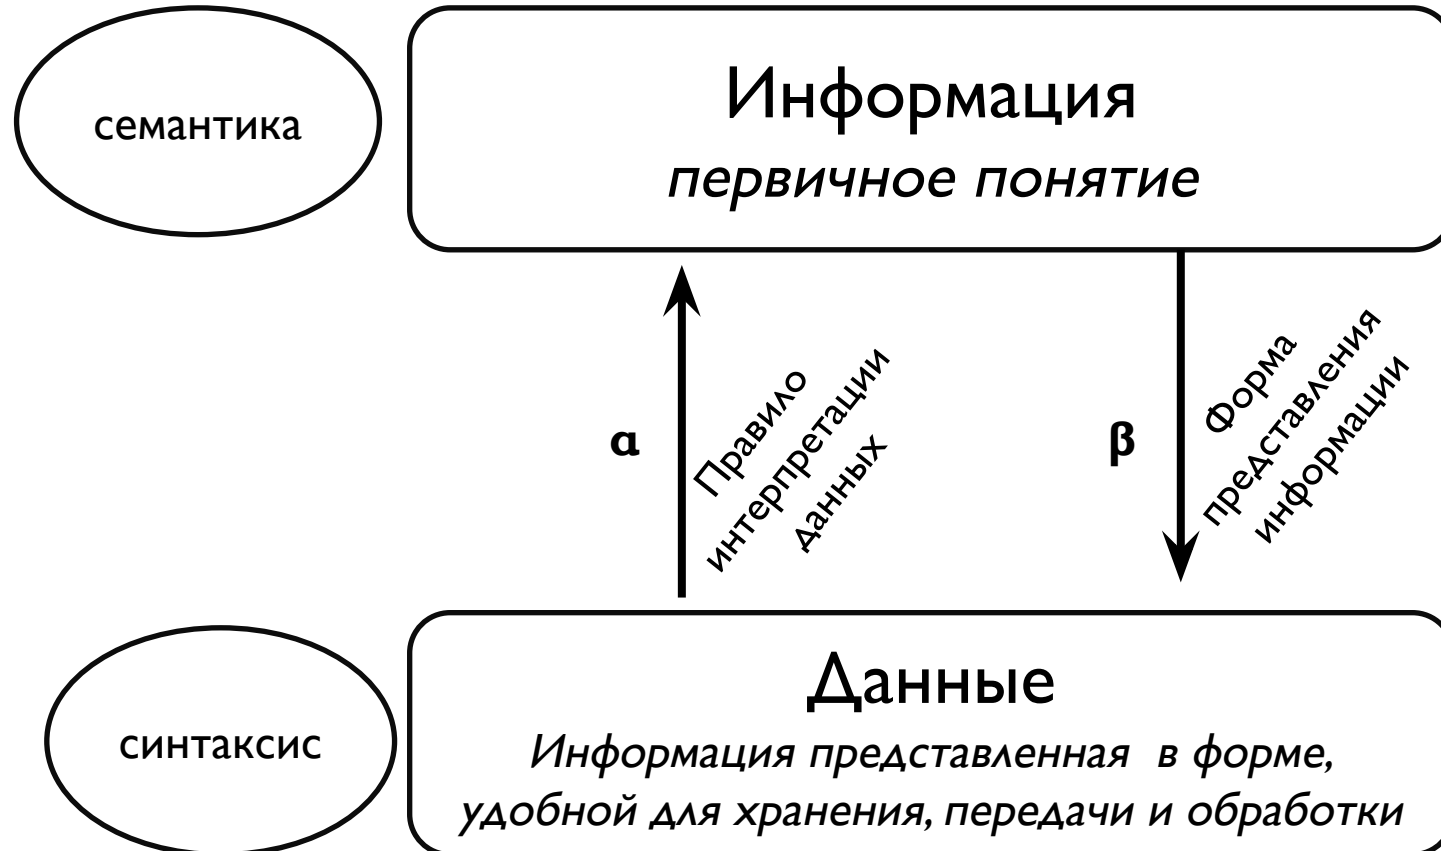 семантика
Информация
первичное понятие
α
Правило
интерпретации
данных
β
Форма
представления
информации
синтаксис
Данные
Информация представленная в форме,
удобной для хранения, передачи и обработки